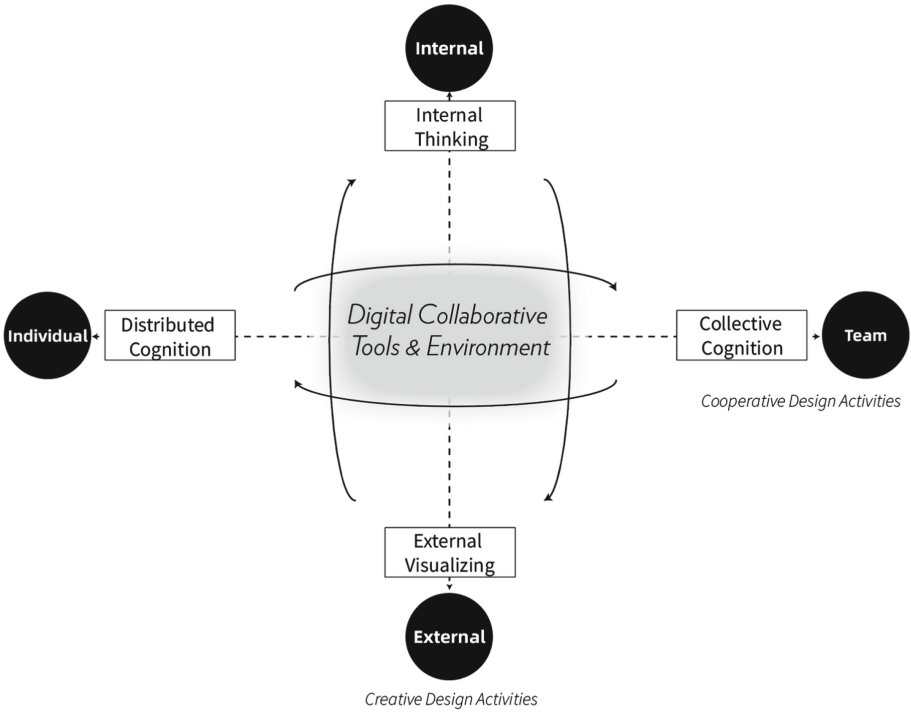 Internal
Internal
Thinking
Digital Collaborative
Tools & Environment
Individual
Distributed
Cognition
Collective
Cognition
Team
Cooperative Design Activities
External
Visualizing
External
Creative Design Activities